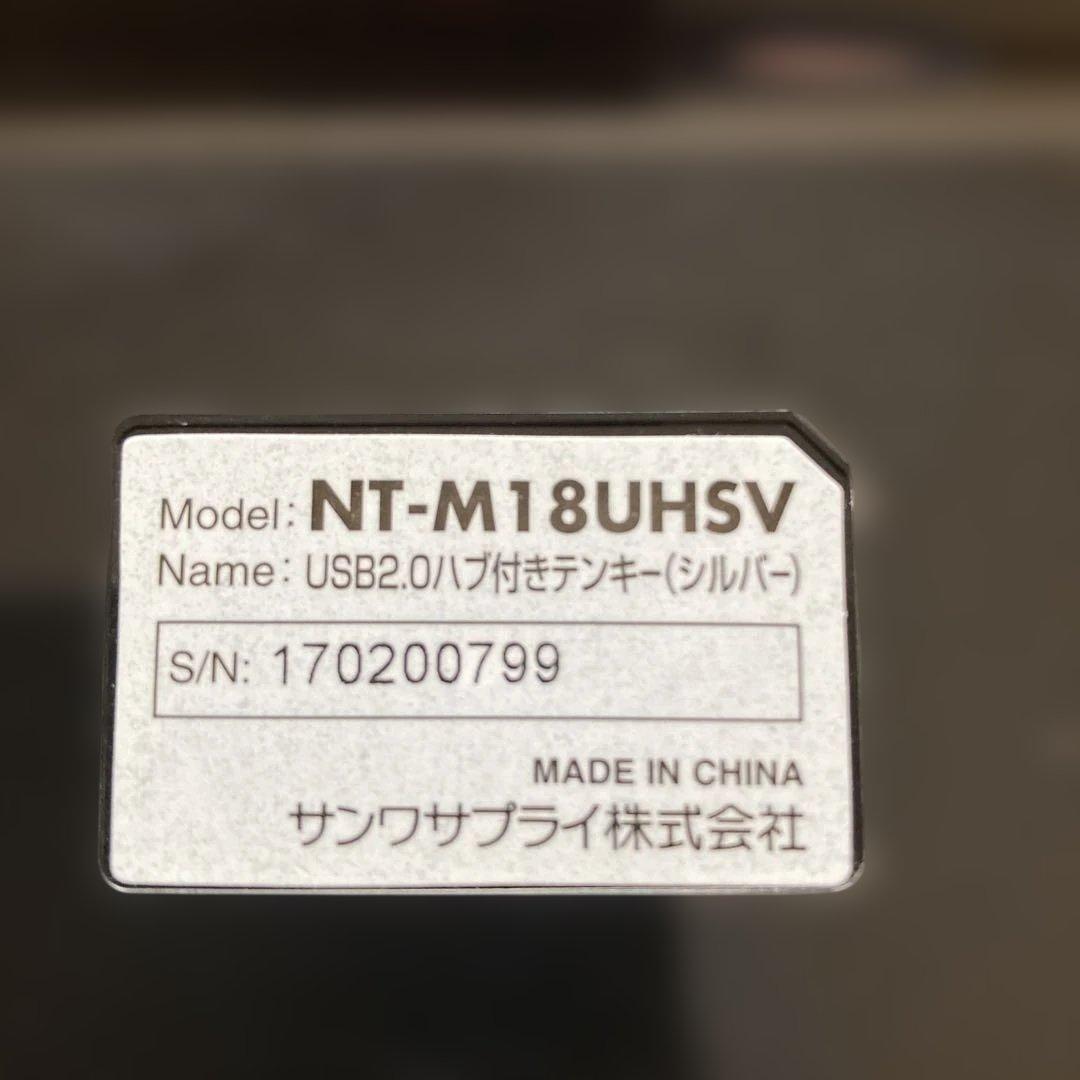 Model: NT-M18UHSV
Name: USB2.0ハブ付きテンキー(シルバー)
S/N: 170200799
MADE IN CHINA
サンワサプライ株式会社